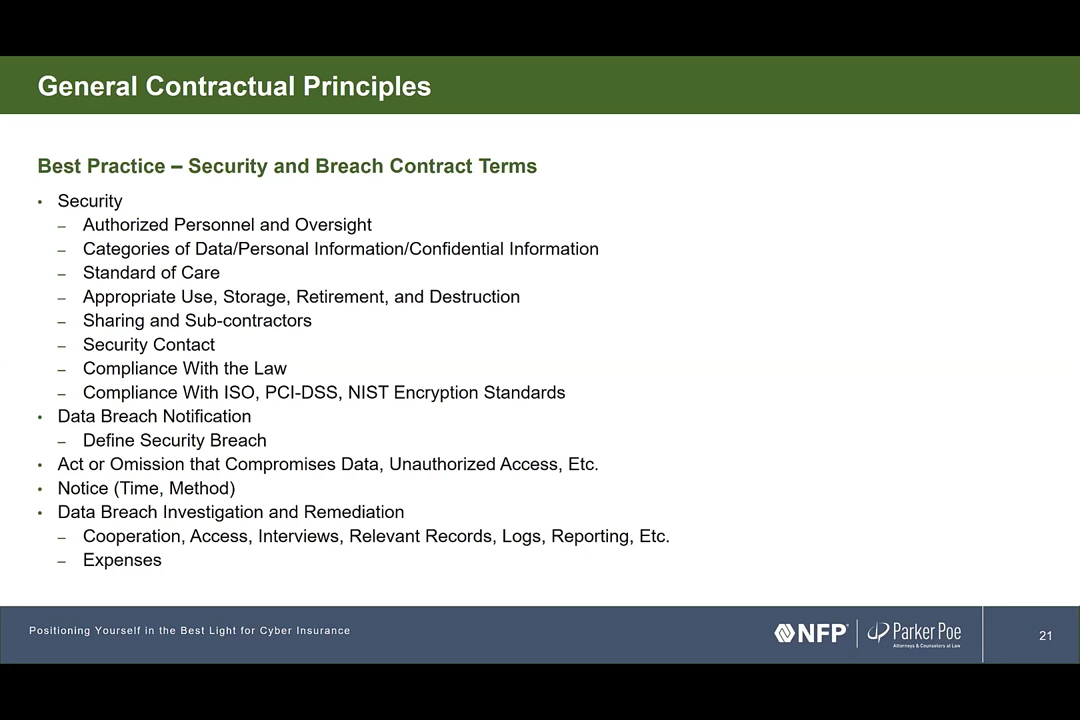 General Contractual Principles
Best Practice – Security and Breach Contract Terms
• Security
– Authorized Personnel and Oversight
– Categories of Data/Personal Information/Confidential Information
– Standard of Care
– Appropriate Use, Storage, Retirement, and Destruction
– Sharing and Sub-contractors
– Security Contact
– Compliance With the Law
– Compliance With ISO, PCI-DSS, NIST Encryption Standards
• Data Breach Notification
– Define Security Breach
• Act or Omission that Compromises Data, Unauthorized Access, Etc.
• Notice (Time, Method)
• Data Breach Investigation and Remediation
– Cooperation, Access, Interviews, Relevant Records, Logs, Reporting, Etc.
– Expenses
Positioning Yourself in the Best Light for Cyber Insurance
NFP®
Parker Poe
Attorneys & Counselors at Law
21